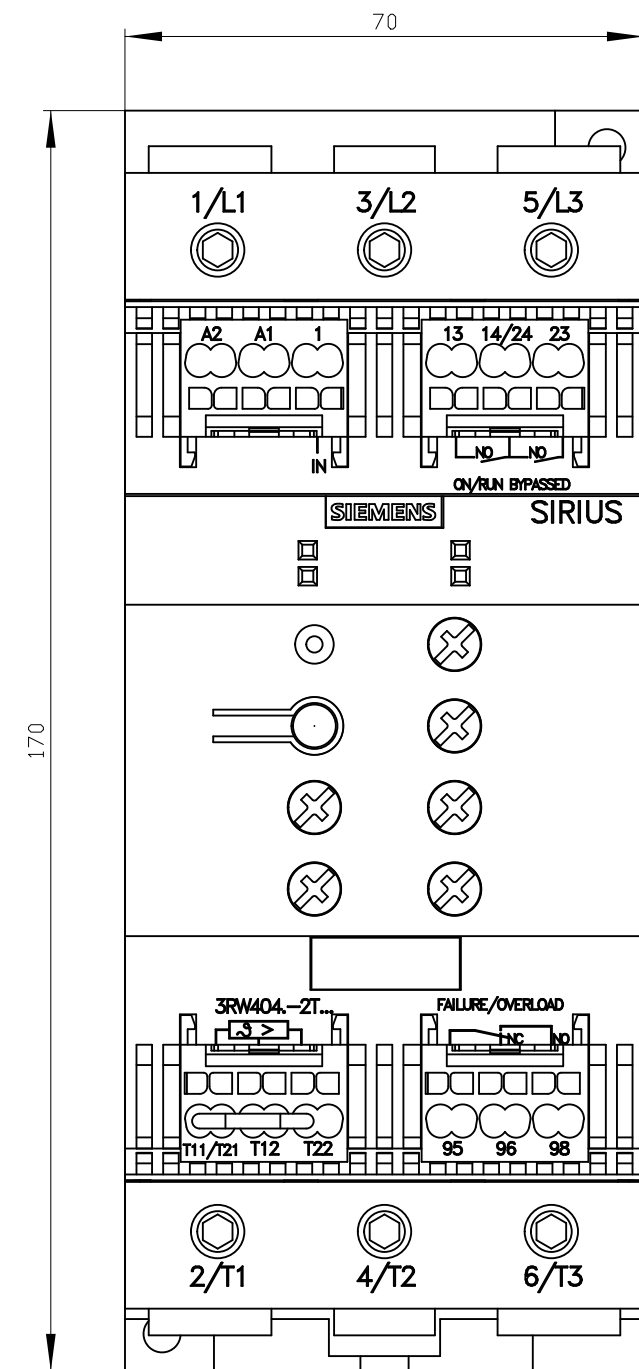 70
1/L1 3/L2 5/L3
A2 A1 1 13 14/24 23
IN NO NO
ON/RUN BYPASSED
SIEMENS SIRIUS
170
3RW404.-2T... FAILURE/OVERLOAD
ϑ > NC NO
T11/T21 T12 T22 95 96 98
2/T1 4/T2 6/T3